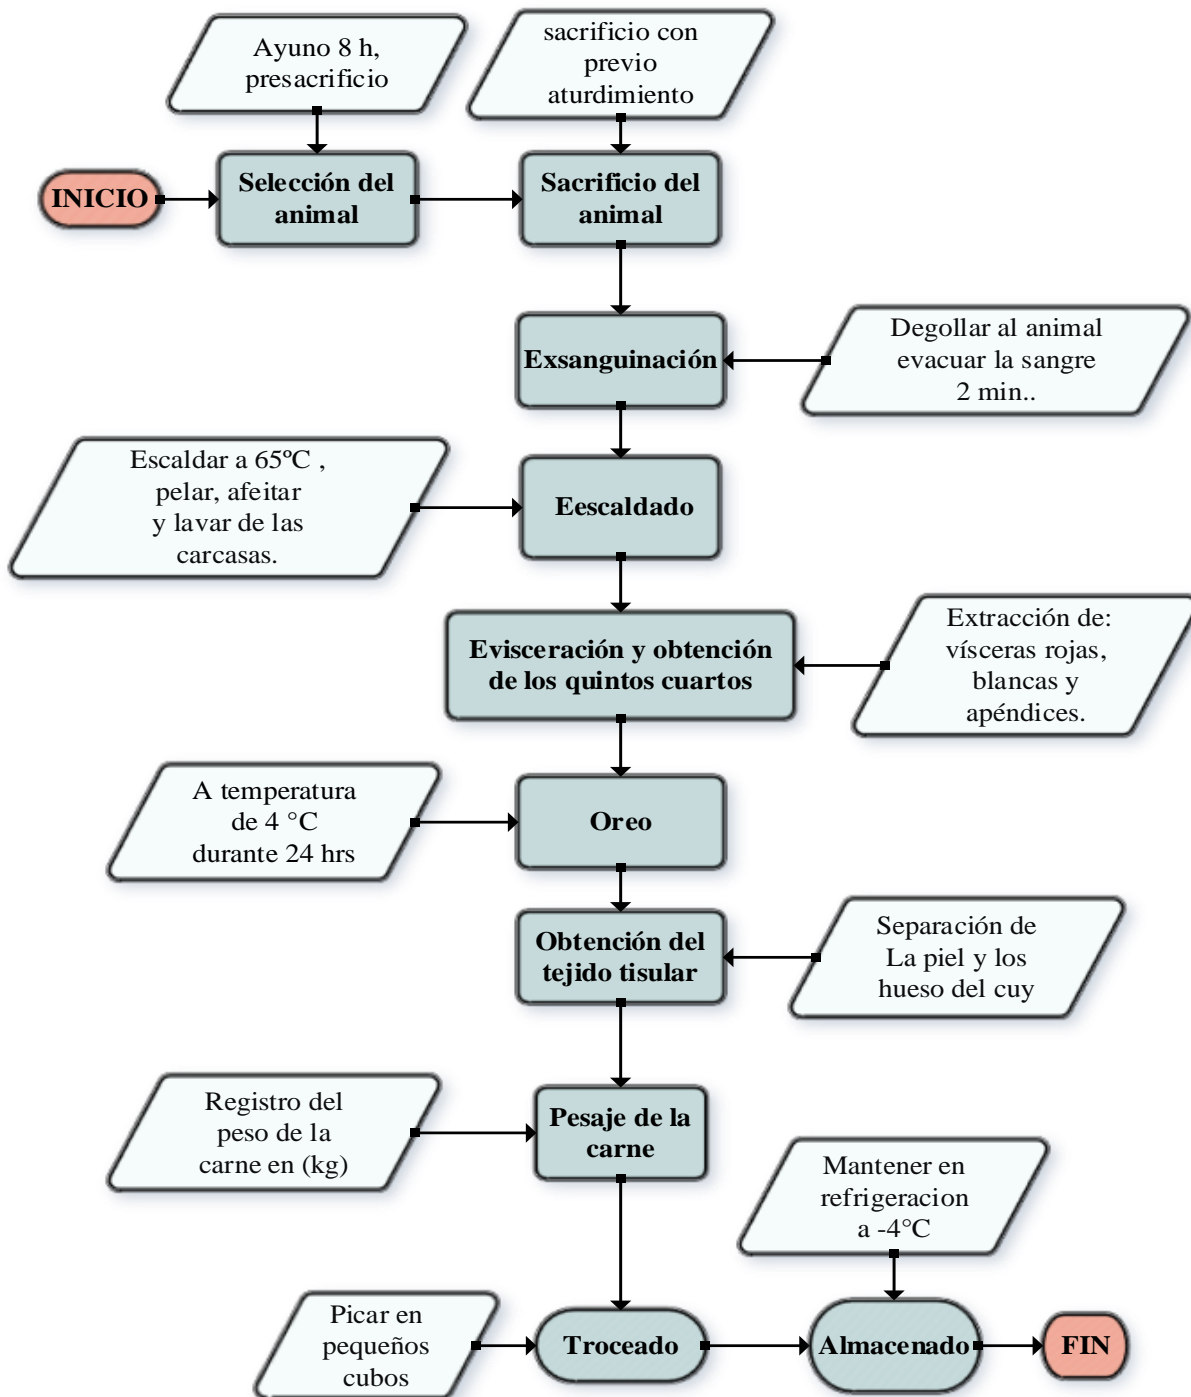 Ayuno 8 h,
presacrificio
sacrificio con
previo
aturdimiento
INICIO
Selección del
animal
Sacrificio del
animal
Exsanguinación
Degollar al animal
evacuar la sangre
2 min..
Escaldar a 65ºC ,
pelar, afeitar
y lavar de las
carcasas.
Eescaldado
Evisceración y obtención
de los quintos cuartos
Extracción de:
vísceras rojas,
blancas y
apéndices.
A temperatura
de 4 °C
durante 24 hrs
Oreo
Obtención del
tejido tisular
Separación de
La piel y los
hueso del cuy
Registro del
peso de la
carne en (kg)
Pesaje de la
carne
Mantener en
refrigeracion
a -4°C
Picar en
pequeños
cubos
Troceado
Almacenado
FIN